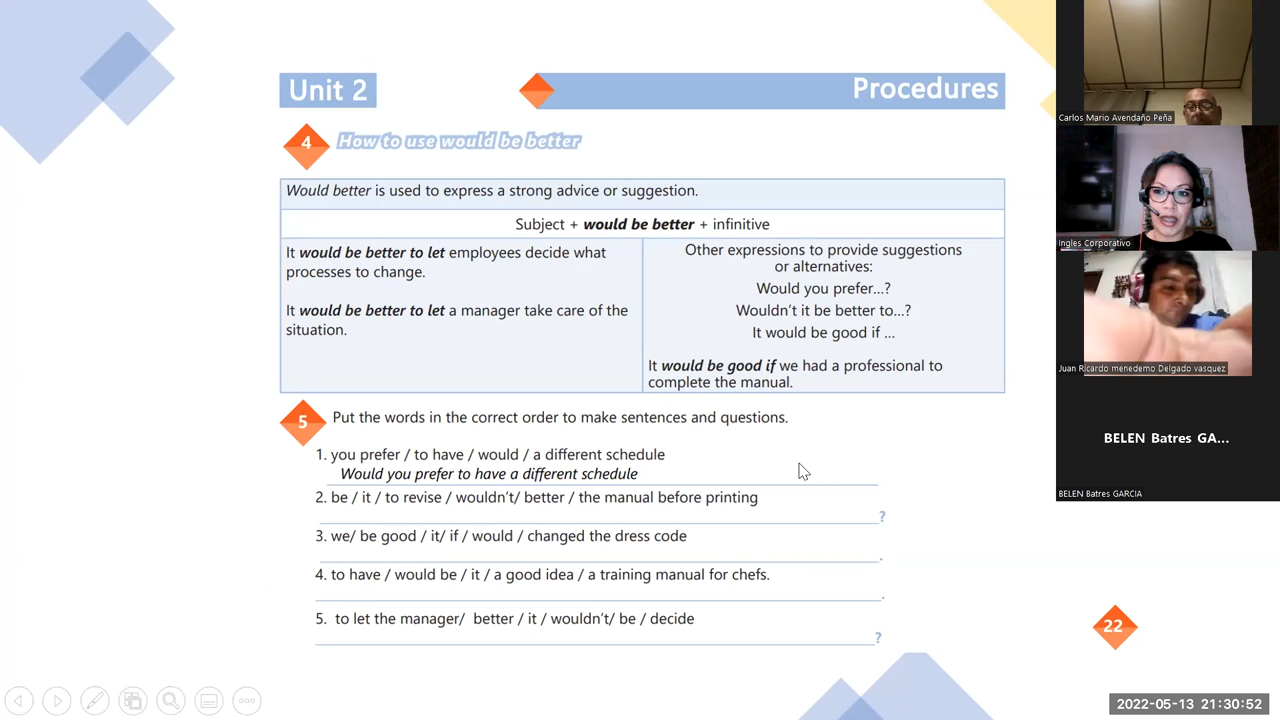 Unit 2
Procedures
4
How to use would be better
Would better is used to express a strong advice or suggestion.
Subject + would be better + infinitive
It would be better to let employees decide what
processes to change.
It would be better to let a manager take care of the
situation.
Other expressions to provide suggestions
or alternatives:
Would you prefer...?
Wouldn't it be better to...?
It would be good if ...
It would be good if we had a professional to
complete the manual.
5
Put the words in the correct order to make sentences and questions.
1. you prefer / to have / would / a different schedule
Would you prefer to have a different schedule
2. be / it / to revise / wouldn't/ better / the manual before printing
?
3. we/ be good / it/ if / would / changed the dress code
.
4. to have / would be / it / a good idea / a training manual for chefs.
.
5. to let the manager/ better / it / wouldn't/ be / decide
?
22
Carlos Mario Avendaño Peña
Ingles Corporativo
Juan Ricardo menedemo Delgado vasquez
BELEN Batres GA...
BELEN Batres GARCIA
2022-05-13 21:30:52